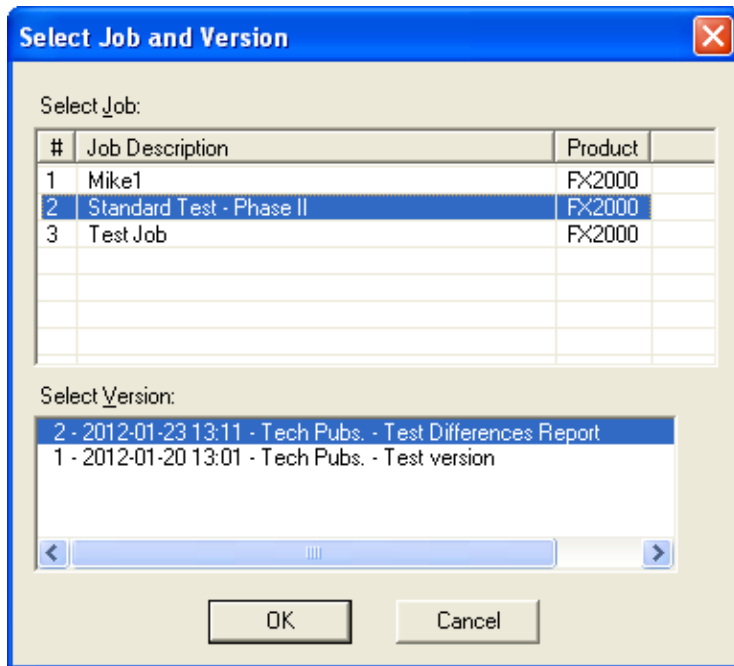 Select Job and Version
Select Job:
# Job Description Product
1 Mike1 FX2000
2 Standard Test - Phase II FX2000
3 Test Job FX2000
Select Version:
2 - 2012-01-23 13:11 - Tech Pubs. - Test Differences Report
1 - 2012-01-20 13:01 - Tech Pubs. - Test version
OK Cancel